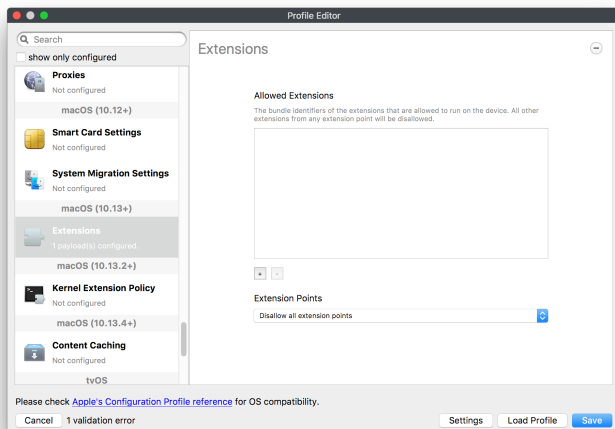 Profile Editor
Search
show only configured
Proxies
Not configured
macOS (10.12+)
Smart Card Settings
Not configured
System Migration Settings
Not configured
macOS (10.13+)
Extensions
1 payload(s) configured
macOS (10.13.2+)
Kernel Extension Policy
Not configured
macOS (10.13.4+)
Content Caching
Not configured
tvOS
Extensions
Allowed Extensions
The bundle identifiers of the extensions that are allowed to run on the device. All other
extensions from any extension point will be disallowed.
+ -
Extension Points
Disallow all extension points
Please check Apple's Configuration Profile reference for OS compatibility.
Cancel 1 validation error Settings Load Profile Save